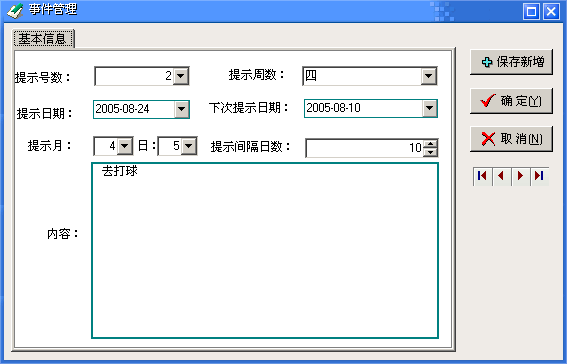 事件管理
基本信息
提示号数： 2 提示周数： 四
提示日期： 2005-08-24 下次提示日期： 2005-08-10
提示月： 4 日： 5 提示间隔日数： 10
内容：
去打球
保存新增
确 定(Y)
取 消(N)